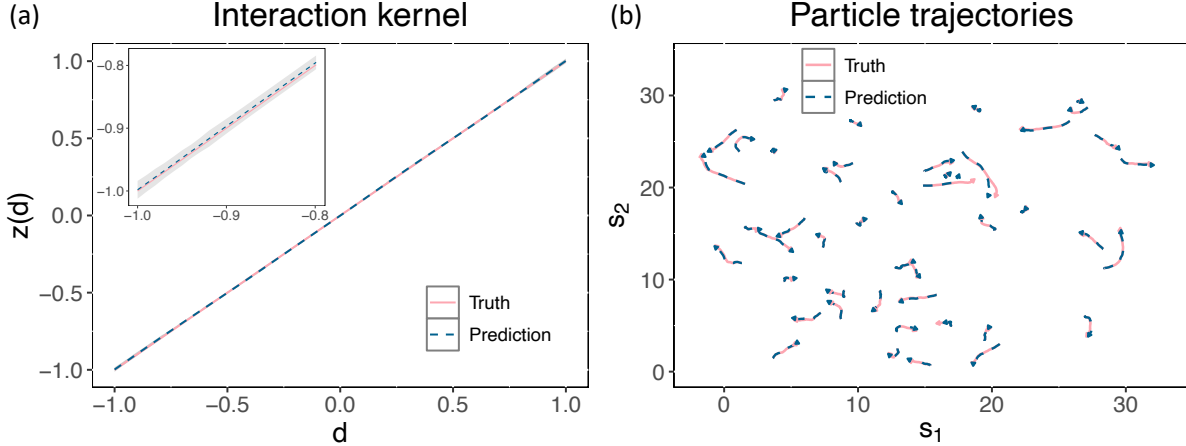 (a) Interaction kernel
1.0
0.5
0.0
−0.5
−1.0
z(d)
−0.8
−0.9
−1.0
−1.0 −0.9 −0.8
Truth
Prediction
−1.0 −0.5 0.0 0.5 1.0
d
(b) Particle trajectories
Truth
Prediction
30
20
10
0
s2
0 10 20 30
s1